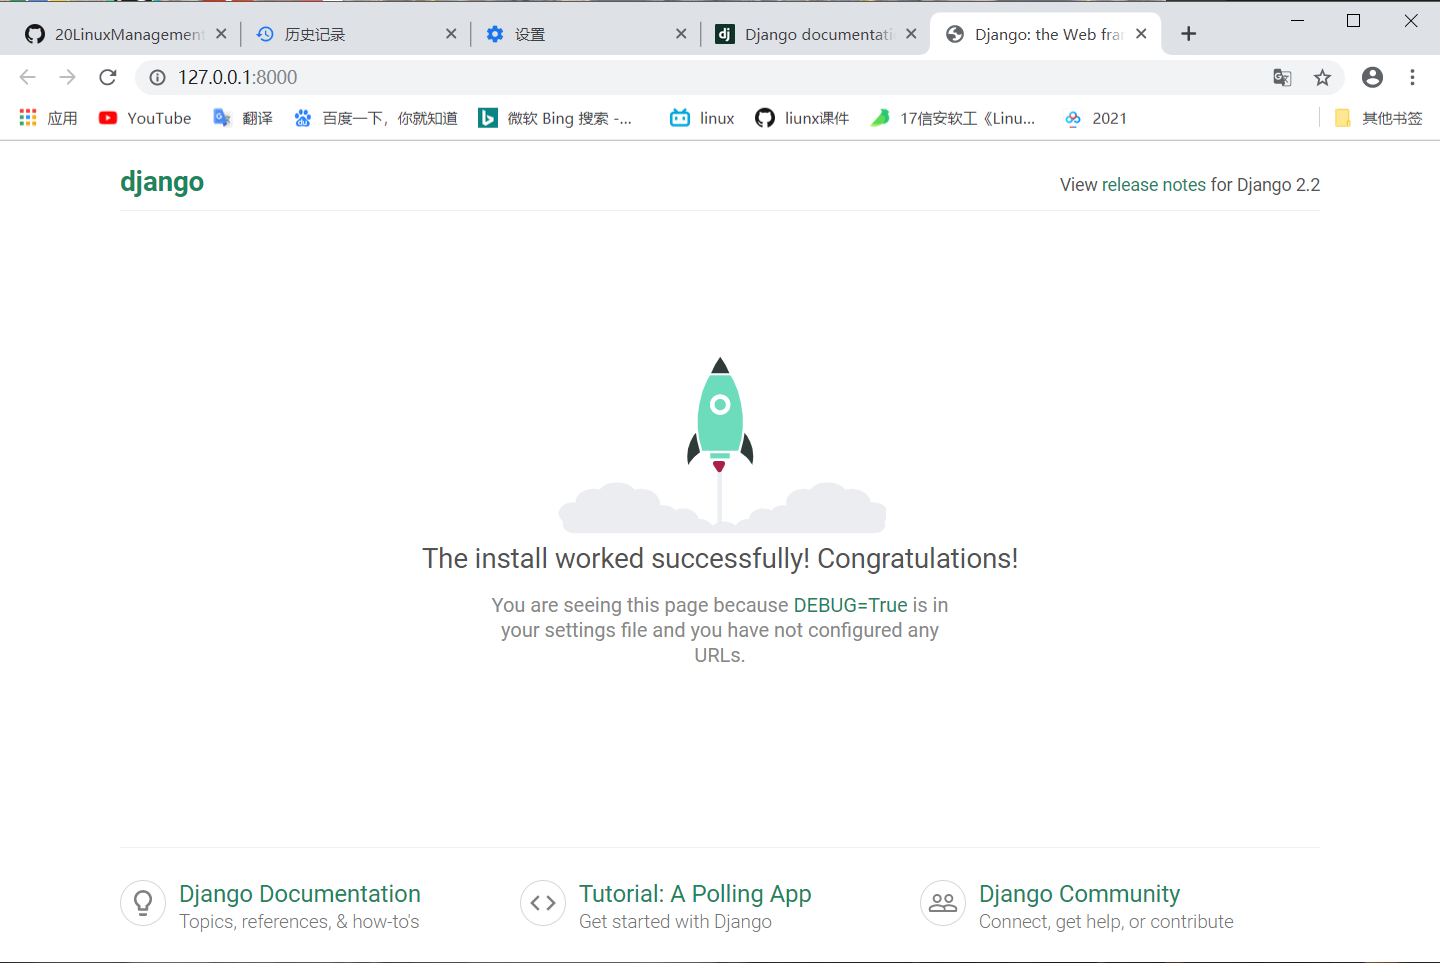 20LinuxManagement
历史记录
设置
Django documentati
Django: the Web fra
127.0.0.1:8000
应用
YouTube
翻译
百度一下，你就知道
微软 Bing 搜索 -...
linux
liunx课件
17信安软工《Linu...
2021
其他书签
django
View release notes for Django 2.2
The install worked successfully! Congratulations!
You are seeing this page because DEBUG=True is in
your settings file and you have not configured any
URLs.
Django Documentation
Topics, references, & how-to's
Tutorial: A Polling App
Get started with Django
Django Community
Connect, get help, or contribute